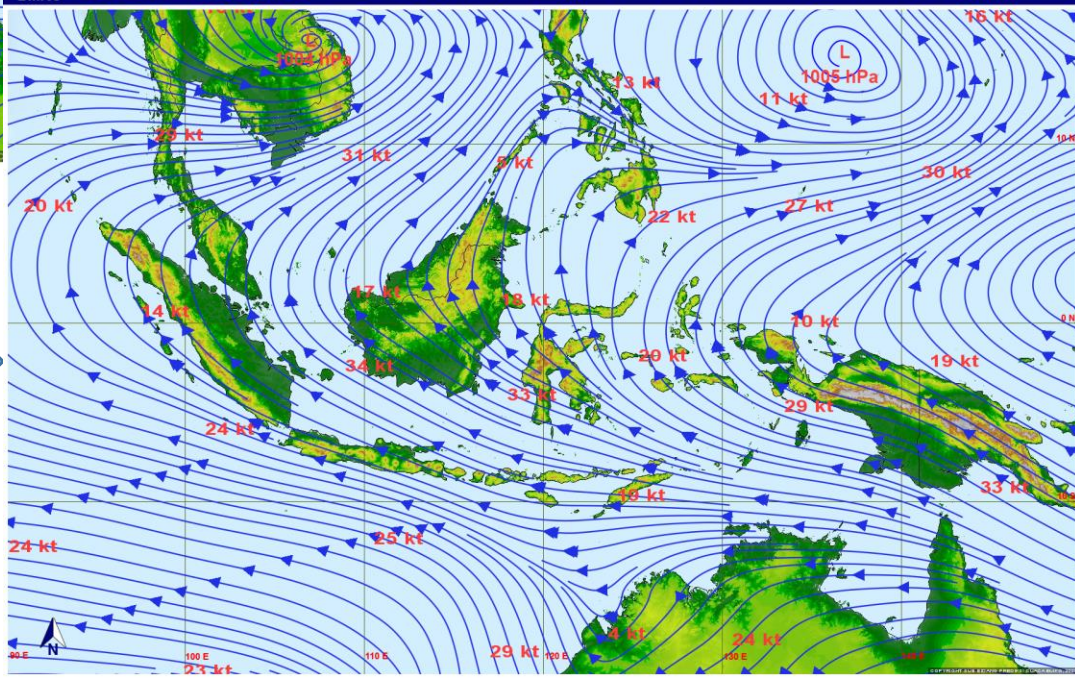 16 kt
L
1004 hPa
L
1005 hPa
13 kt
11 kt
29 kt
10 N
31 kt
5 kt
30 kt
20 kt
27 kt
22 kt
17 kt
18 kt
14 kt
10 kt
0 N
34 kt
20 kt
19 kt
33 kt
29 kt
24 kt
19 kt
33 kt
25 kt
24 kt
4 kt
24 kt
29 kt
N
90 E
100 E
110 E
120 E
130 E
23 kt